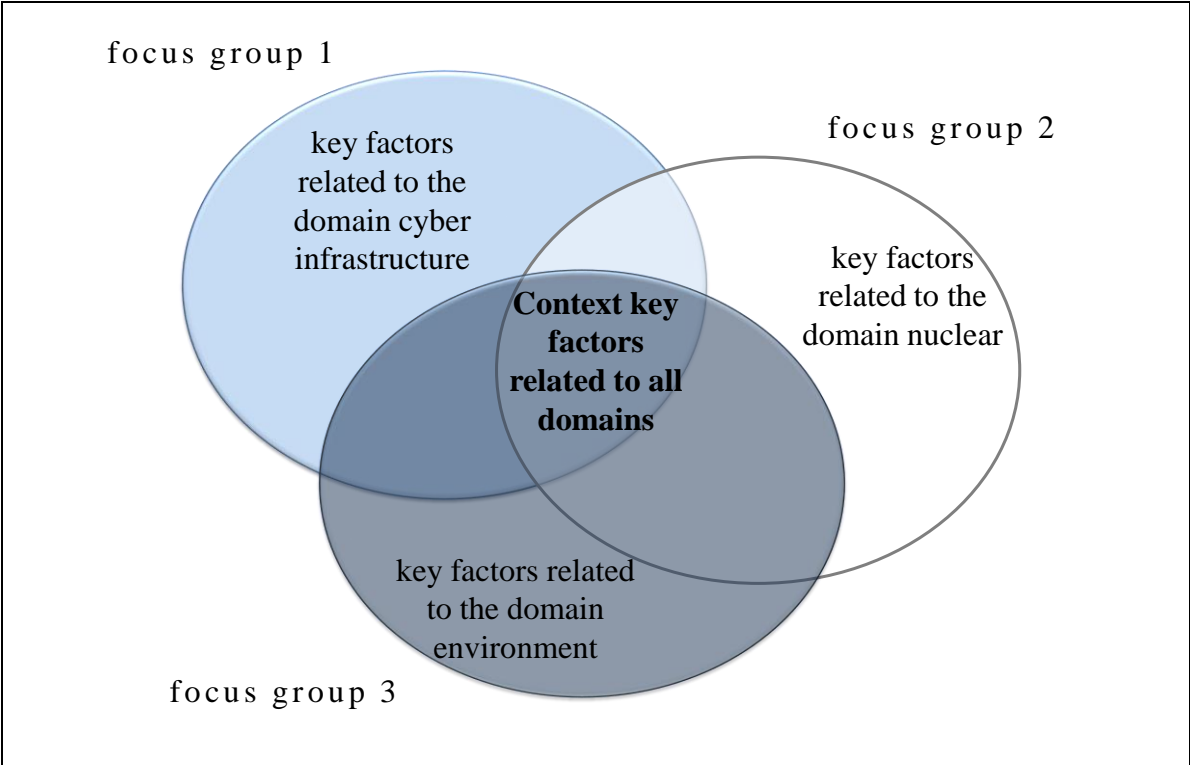 focus group 1
key factors
related to the
domain cyber
infrastructure
focus group 2
key factors
related to the
domain nuclear
Context key
factors
related to all
domains
key factors related
to the domain
environment
focus group 3